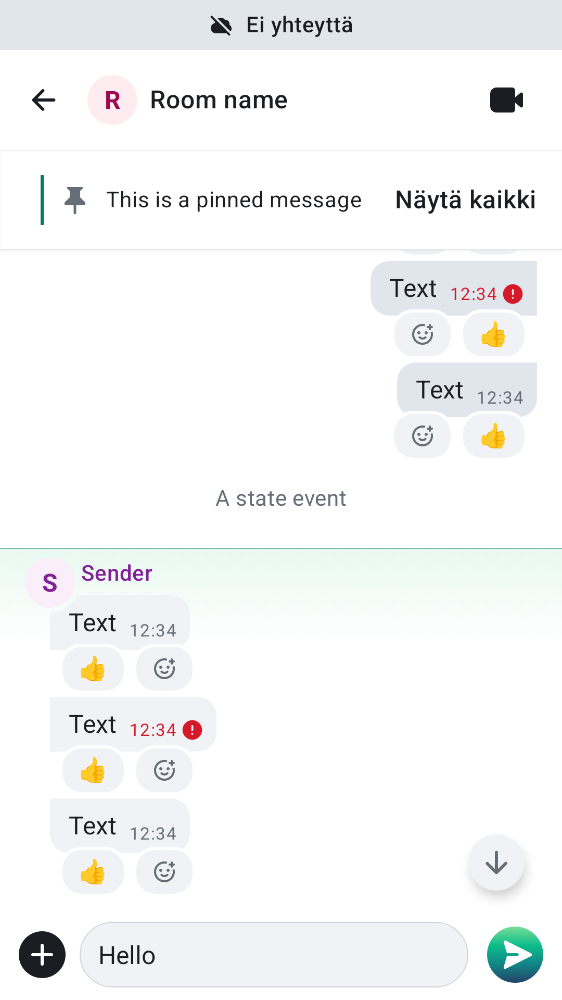 Ei yhteyttä
R
Room name
This is a pinned message
Näytä kaikki
Text 12:34
Text 12:34
A state event
S
Sender
Text 12:34
Text 12:34
Text 12:34
Hello